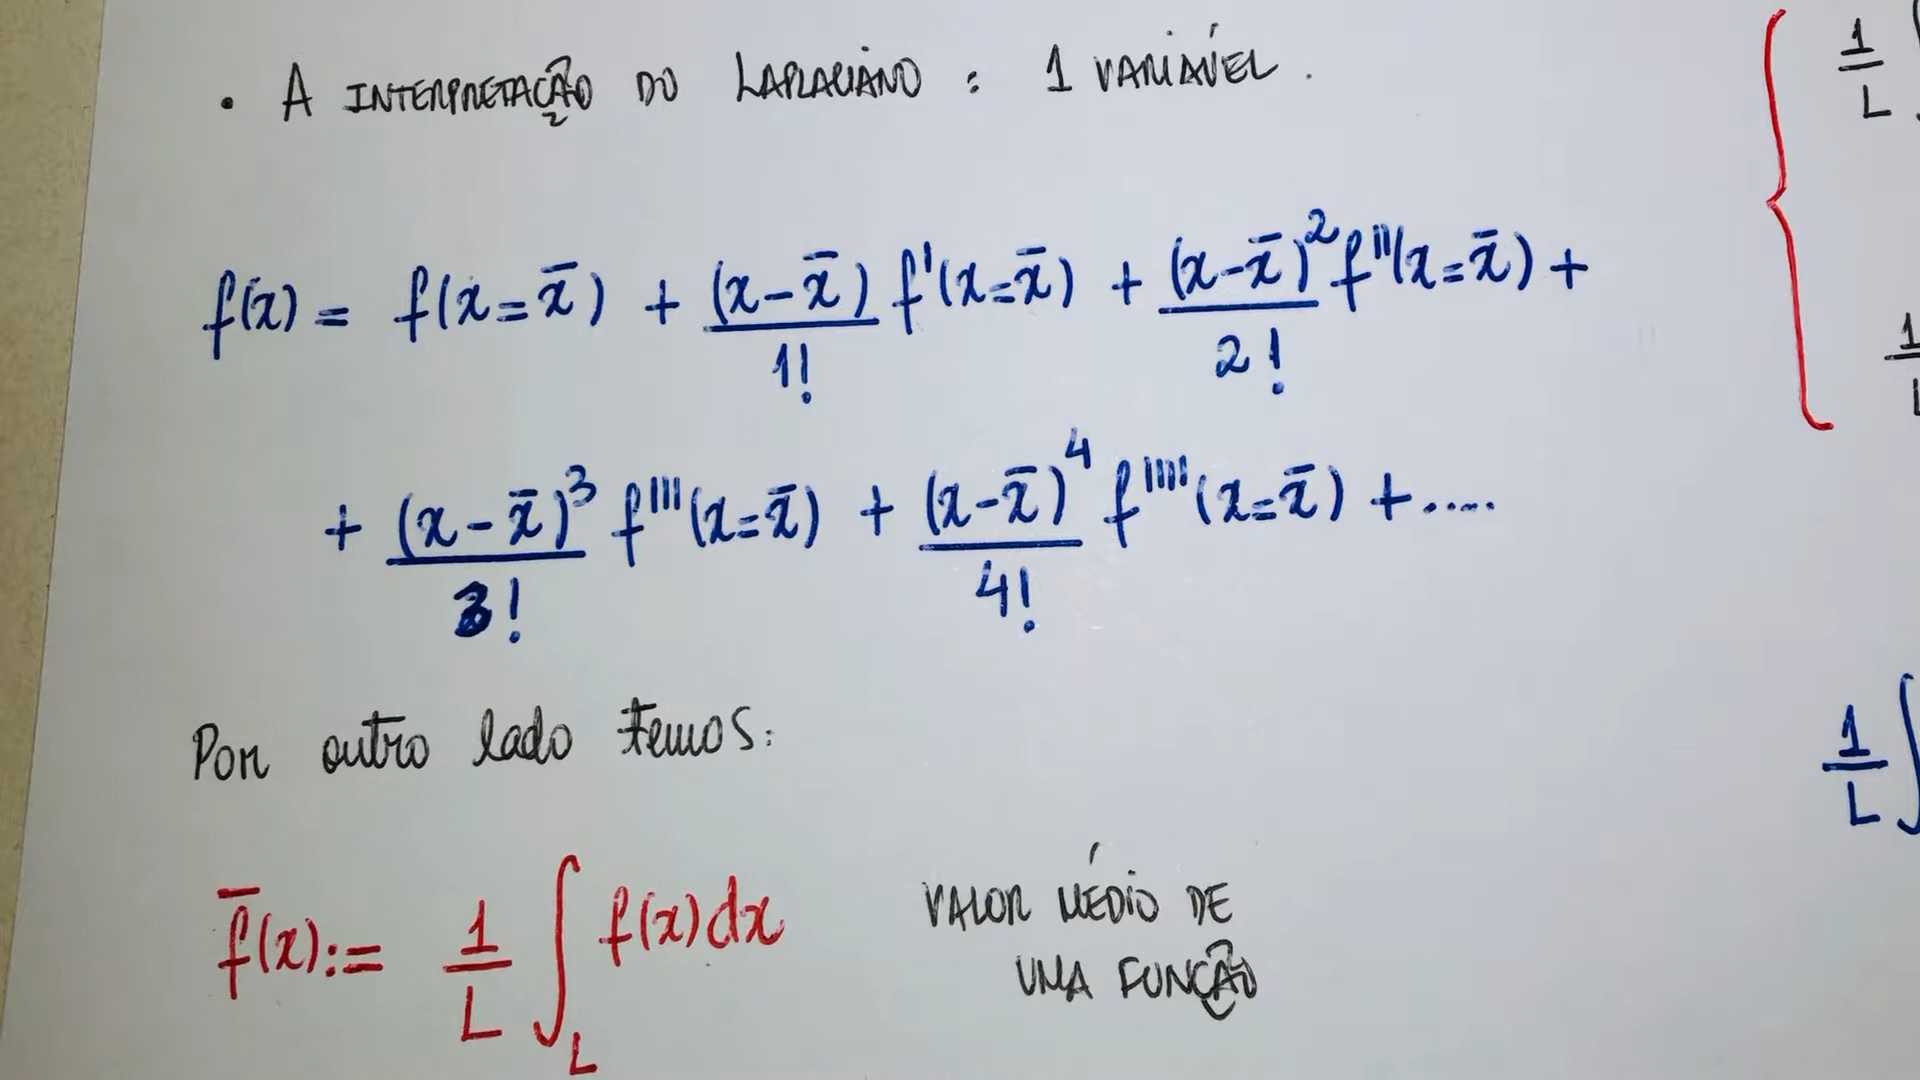 • A INTERPRETAÇÃO DO LAPLACIANO : 1 VARIÁVEL.
f(x) = f(x=x̄) + (x-x̄)/1! f'(x=x̄) + (x-x̄)²/2! f''(x=x̄) +
+ (x-x̄)³/3! f'''(x=x̄) + (x-x̄)⁴/4! f''''(x=x̄) + .....
Por outro lado temos:
f̄(x) := 1/L ∫_L f(x)dx
VALOR MÉDIO DE
UMA FUNÇÃO
{ 1/L
1/L
1/L ∫